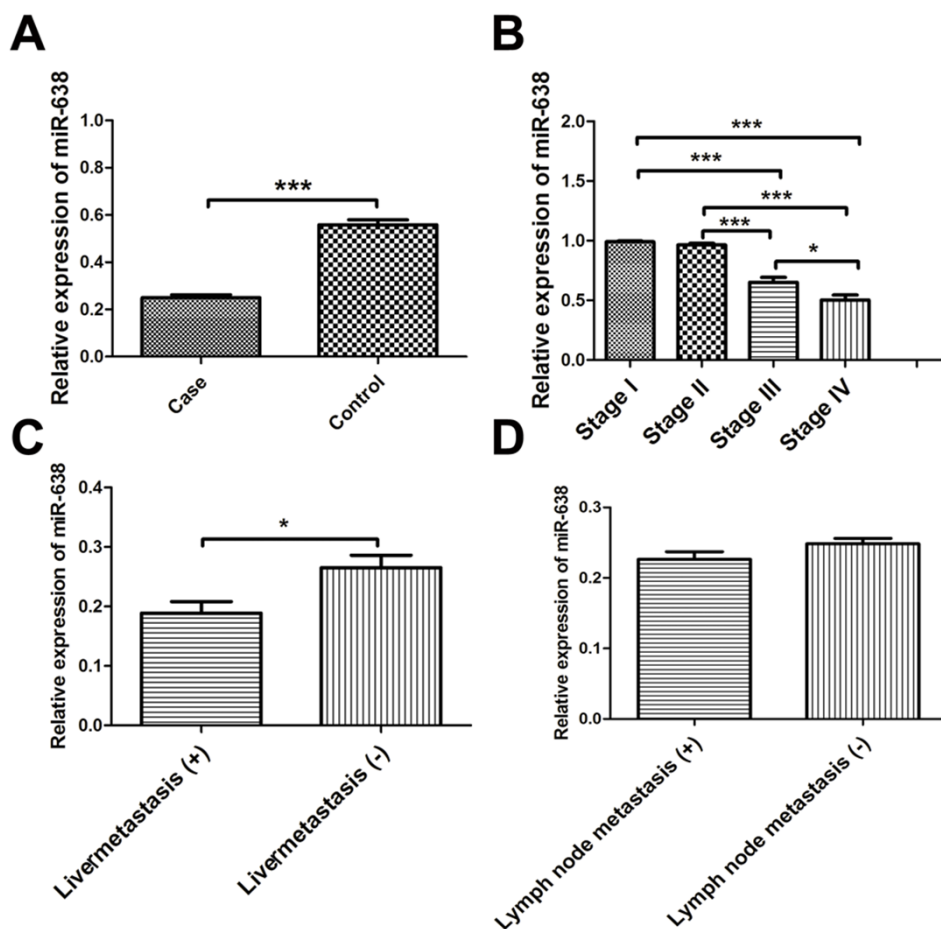 A
Relative expression of miR-638
1.0
0.8
0.6
0.4
0.2
0.0
***
Case
Control
B
Relative expression of miR-638
2.0
1.5
1.0
0.5
0.0
***
***
***
***
*
Stage I
Stage II
Stage III
Stage IV
C
Relative expression of miR-638
0.4
0.3
0.2
0.1
0.0
*
Livermetastasis (+)
Livermetastasis (-)
D
Relative expression of miR-638
0.3
0.2
0.1
0.0
Lymph node metastasis (+)
Lymph node metastasis (-)